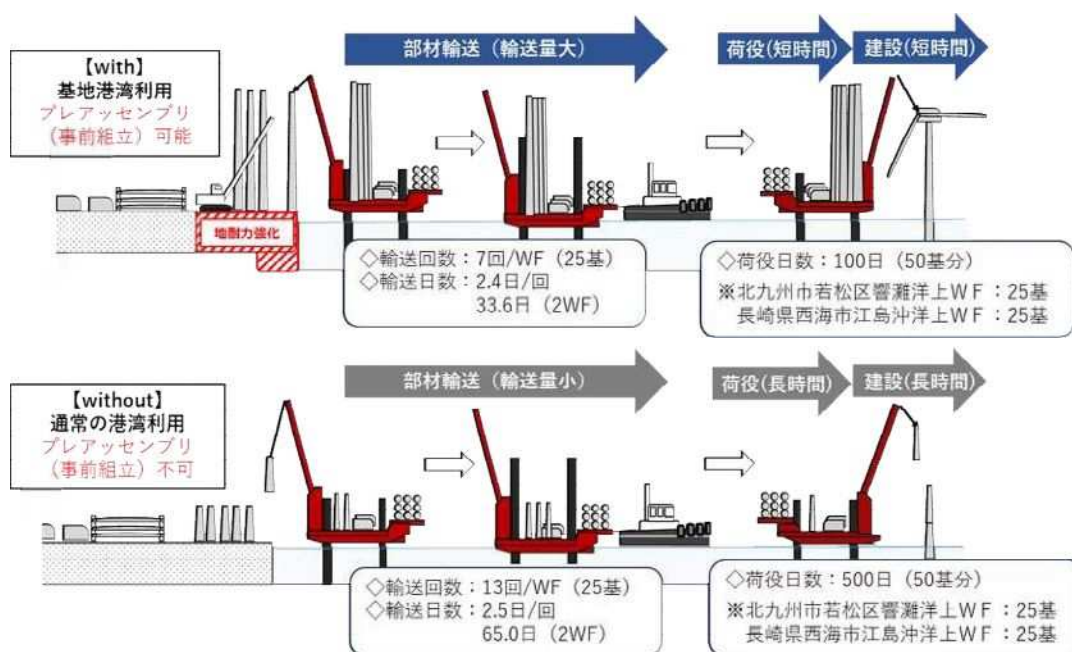 【with】
基地港湾利用
プレアッセンブリ
（事前組立）可能
部材輸送（輸送量大）
荷役(短時間)
建設(短時間)
地耐力強化
◇輸送回数：7回/WF（25基）
◇輸送日数：2.4日/回
33.6日（2WF）
◇荷役日数：100日（50基分）
※北九州市若松区響灘洋上ＷＦ：25基
長崎県西海市江島沖洋上ＷＦ：25基
【without】
通常の港湾利用
プレアッセンブリ
（事前組立）不可
部材輸送（輸送量小）
荷役(長時間)
建設(長時間)
◇輸送回数：13回/WF（25基）
◇輸送日数：2.5日/回
65.0日（2WF）
◇荷役日数：500日（50基分）
※北九州市若松区響灘洋上ＷＦ：25基
長崎県西海市江島沖洋上ＷＦ：25基